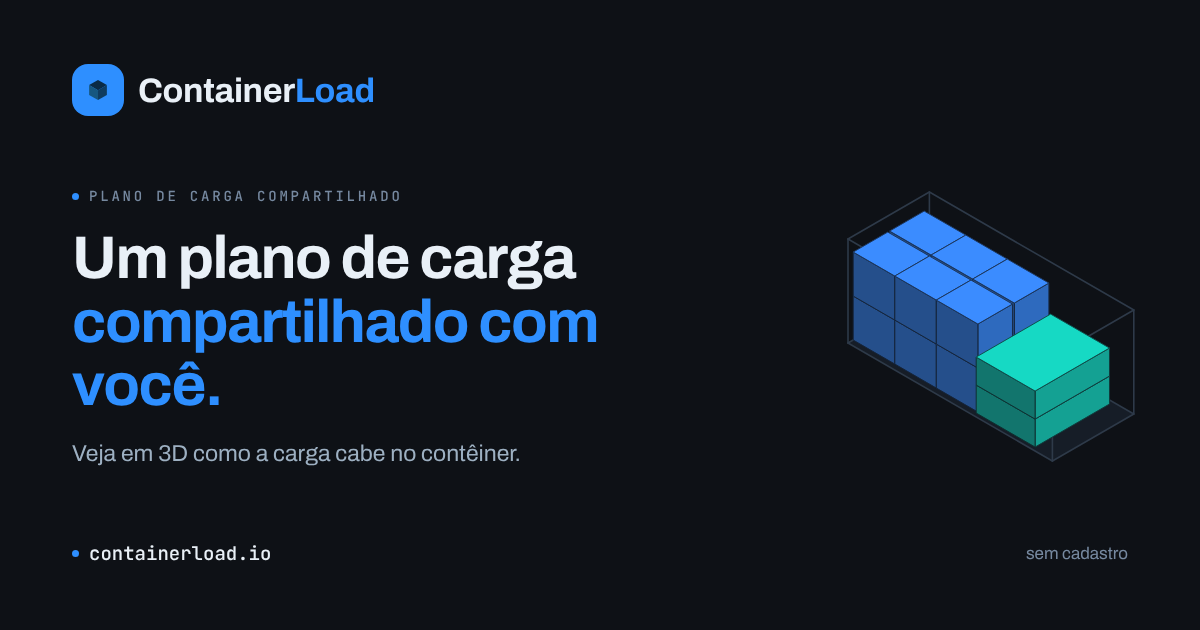 ContainerLoad
PLANO DE CARGA COMPARTILHADO
Um plano de carga
compartilhado com
você.
Veja em 3D como a carga cabe no contêiner.
containerload.io
sem cadastro